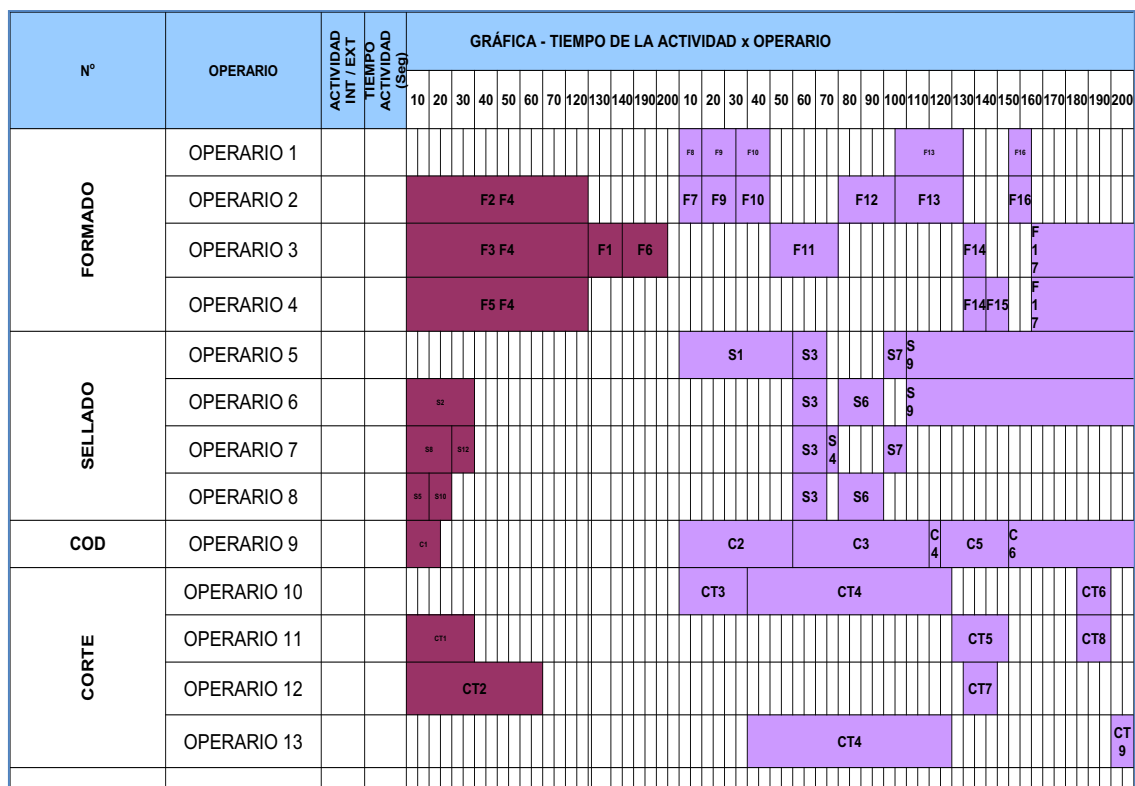 GRÁFICA - TIEMPO DE LA ACTIVIDAD x OPERARIO
N° OPERARIO ACTIVIDAD INT / EXT TIEMPO ACTIVIDAD (Seg)
10 20 30 40 50 60 70 120 130 140 190 200 10 20 30 40 50 60 70 80 90 100 110 120 130 140 150 160 170 180 190 200
FORMADO
OPERARIO 1 F8 F9 F10 F13 F16
OPERARIO 2 F2 F4 F7 F9 F10 F12 F13 F16
OPERARIO 3 F3 F4 F1 F6 F11 F14 F17
OPERARIO 4 F5 F4 F14 F15 F17
SELLADO
OPERARIO 5 S1 S3 S7 S9
OPERARIO 6 S2 S3 S6 S9
OPERARIO 7 S8 S12 S3 S4 S7
OPERARIO 8 S5 S10 S3 S6
COD OPERARIO 9 C1 C2 C3 C4 C5 C6
CORTE
OPERARIO 10 CT3 CT4 CT6
OPERARIO 11 CT1 CT5 CT8
OPERARIO 12 CT2 CT7
OPERARIO 13 CT4 CT9